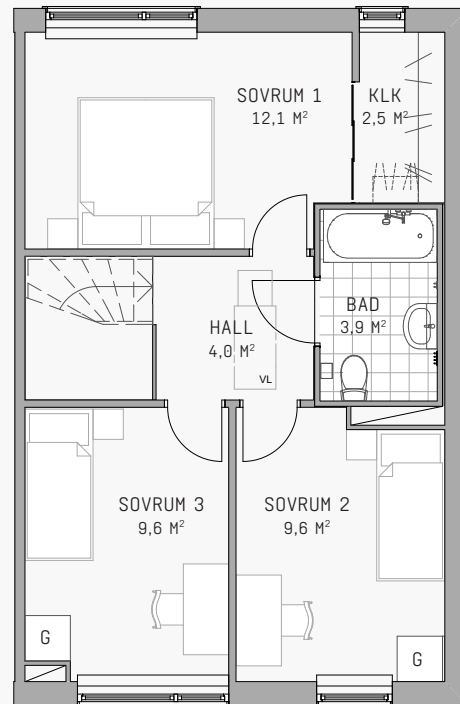 SOVRUM 1
12,1 M²
KLK
2,5 M²
BAD
3,9 M²
HALL
4,0 M²
VL
SOVRUM 3
9,6 M²
SOVRUM 2
9,6 M²
G
G